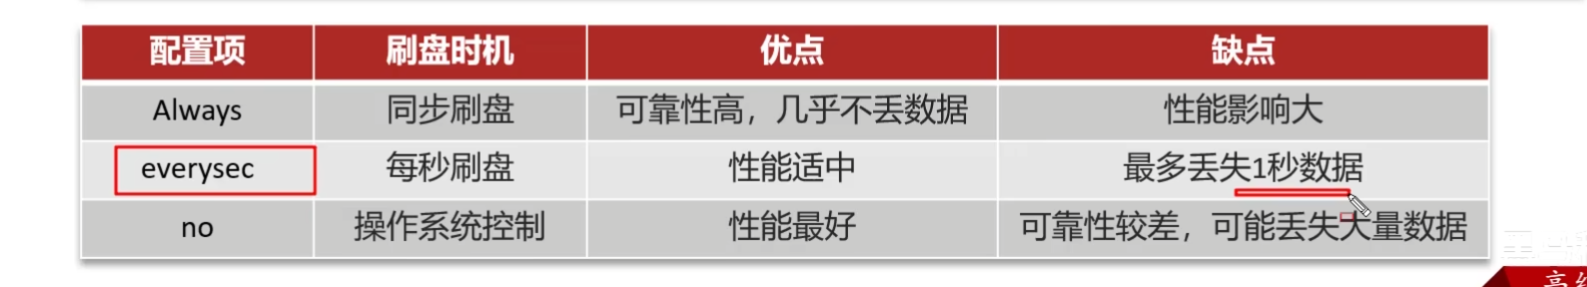 配置项 刷盘时机 优点 缺点
Always 同步刷盘 可靠性高，几乎不丢数据 性能影响大
everysec 每秒刷盘 性能适中 最多丢失1秒数据
no 操作系统控制 性能最好 可靠性较差，可能丢失大量数据